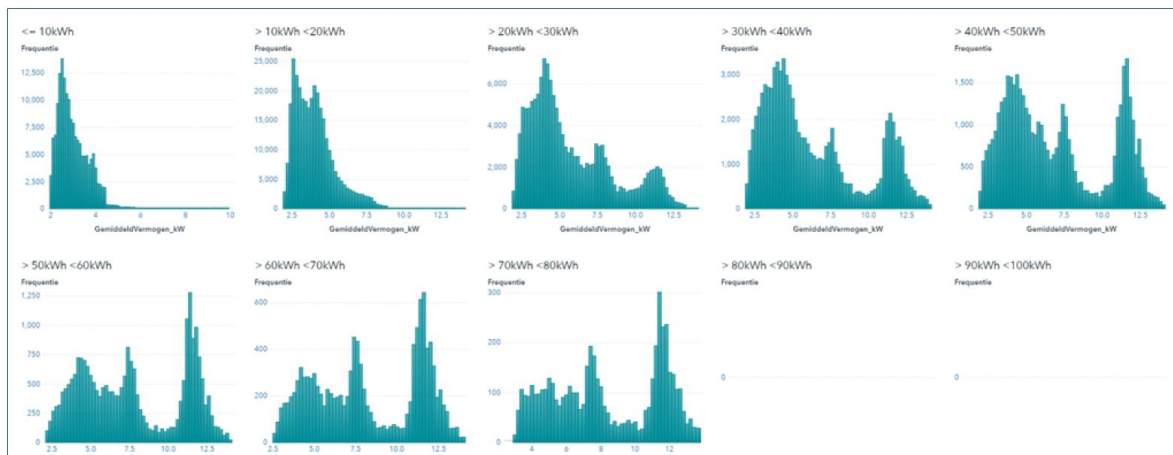 <= 10kWh
Frequentie
12,500
10,000
7,500
5,000
2,500
0
2 4 6 8 10
GemiddeldVermogen_kW
> 10kWh <20kWh
Frequentie
25,000
20,000
15,000
10,000
5,000
0
2.5 5.0 7.5 10.0 12.5
GemiddeldVermogen_kW
> 20kWh <30kWh
Frequentie
6,000
4,000
2,000
0
2.5 5.0 7.5 10.0 12.5
GemiddeldVermogen_kW
> 30kWh <40kWh
Frequentie
3,000
2,000
1,000
0
2.5 5.0 7.5 10.0 12.5
GemiddeldVermogen_kW
> 40kWh <50kWh
Frequentie
1,500
1,000
500
0
2.5 5.0 7.5 10.0 12.5
GemiddeldVermogen_kW
> 50kWh <60kWh
Frequentie
1,250
1,000
750
500
250
0
2.5 5.0 7.5 10.0 12.5
> 60kWh <70kWh
Frequentie
600
400
200
0
2.5 5.0 7.5 10.0 12.5
> 70kWh <80kWh
Frequentie
300
200
100
0
4 6 8 10 12
> 80kWh <90kWh
Frequentie
0
> 90kWh <100kWh
Frequentie
0